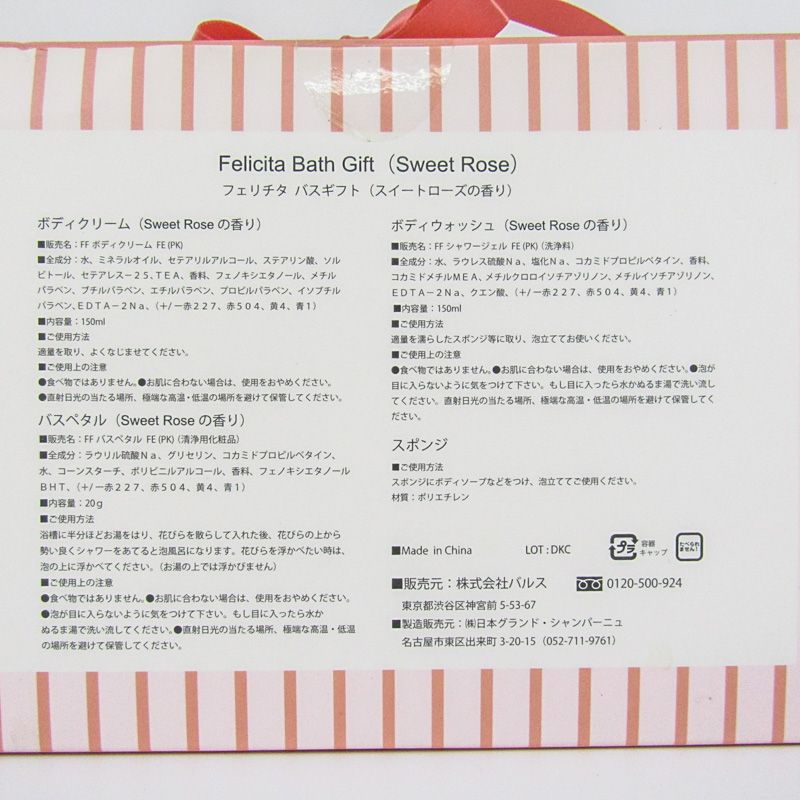 Felicita Bath Gift（Sweet Rose）
フェリチタ バスギフト（スイートローズの香り）
ボディクリーム（Sweet Rose の香り）
■販売名：FF ボディクリーム FE (PK)
■全成分：水、ミネラルオイル、セテアリルアルコール、ステアリン酸、ソル
ビトール、セテアレス－２５、ＴＥＡ、香料、フェノキシエタノール、メチル
パラベン、ブチルパラベン、エチルパラベン、プロピルパラベン、イソブチル
パラベン、ＥＤＴＡ－２Ｎａ、（＋/－赤２２７、赤５０４、黄４、青１）
■内容量：150ml
■ご使用方法
適量を取り、よくなじませてください。
■ご使用上の注意
●食べ物ではありません。●お肌に合わない場合は、使用をおやめください。
●直射日光の当たる場所、極端な高温・低温の場所を避けて保管してください。
バスペタル（Sweet Rose の香り）
■販売名：FF バスペタル FE (PK)（清浄用化粧品）
■全成分：ラウリル硫酸Ｎａ、グリセリン、コカミドプロピルベタイン、
水、コーンスターチ、ポリビニルアルコール、香料、フェノキシエタノール
ＢＨＴ、（＋/－赤２２７、赤５０４、黄４、青１）
■内容量：20ｇ
■ご使用方法
浴槽に半分ほどお湯をはり、花びらを散らして入れた後、花びらの上から
勢い良くシャワーをあてると泡風呂になります。花びらを浮かべたい時は、
泡の上に浮かべてください。（お湯の上では浮かびません）
■ご使用上の注意
●食べ物ではありません。●お肌に合わない場合は、使用をおやめください。
●泡が目に入らないように気をつけて下さい。もし目に入ったら水か
ぬるま湯で洗い流してください。●直射日光の当たる場所、極端な高温・低温
の場所を避けて保管してください。
ボディウォッシュ（Sweet Rose の香り）
■販売名：FF シャワージェル FE (PK)（洗浄料）
■全成分：水、ラウレス硫酸Ｎａ、塩化Ｎａ、コカミドプロピルベタイン、香料、
コカミドメチルＭＥＡ、メチルクロロイソチアゾリノン、メチルイソチアゾリノン、
ＥＤＴＡ－２Ｎａ、クエン酸、（＋/－赤２２７、赤５０４、黄４、青１）
■内容量：150ml
■ご使用方法
適量を濡らしたスポンジ等に取り、泡立ててお使いください。
■ご使用上の注意
●食べ物ではありません。●お肌に合わない場合は、使用をおやめください。●泡が
目に入らないように気をつけて下さい。もし目に入ったら水かぬるま湯で洗い流し
てください。直射日光の当たる場所、極端な高温・低温の場所を避けて保管してくだ
さい。
スポンジ
■ご使用方法
スポンジにボディソープなどをつけ、泡立ててご使用ください。
材質：ポリエチレン
■Made in China LOT : DKC プラ 容器 キャップ たべられません!
■販売元：株式会社バルス 0120-500-924
東京都渋谷区神宮前 5-53-67
■製造販売元：㈱日本グランド・シャンパーニュ
名古屋市東区出来町 3-20-15（052-711-9761）